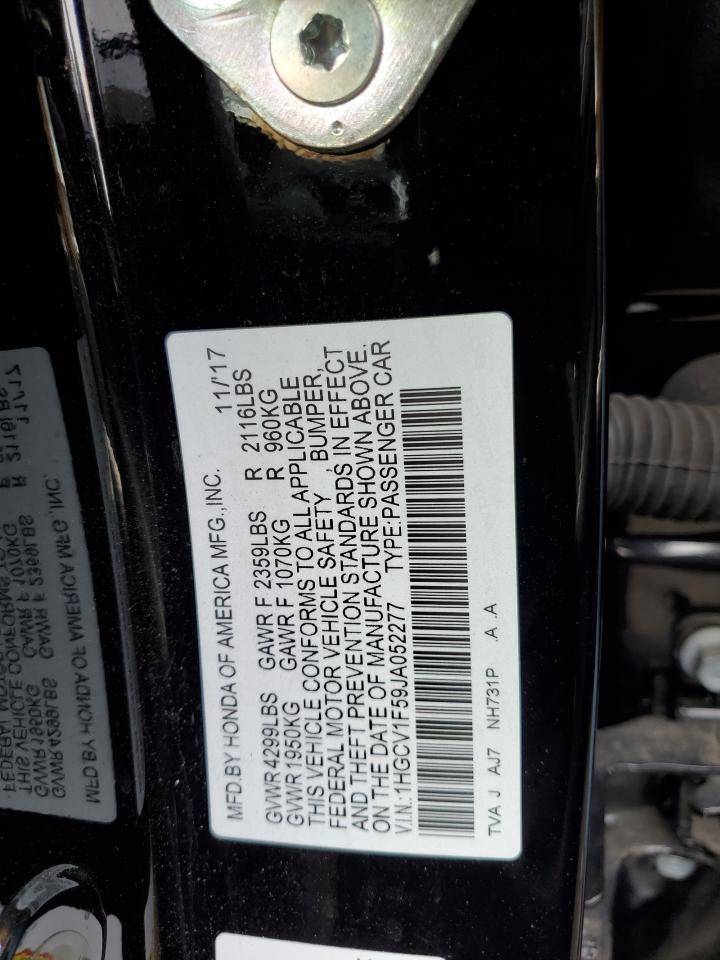 MFD.BY HONDA OF AMERICA MFG.,INC. 11/17
GVWR 4299LBS GAWR F 2359LBS R 2116LBS
GVWR 1950KG GAWR F 1070KG R 960KG
THIS VEHICLE CONFORMS TO ALL APPLICABLE
FEDERAL MOTOR VEHICLE SAFETY, BUMPER,
AND THEFT PREVENTION STANDARDS IN EFFECT
ON THE DATE OF MANUFACTURE SHOWN ABOVE.
V.I.N.: 1HGCV1F59JA052277 TYPE:PASSENGER CAR
TVA J AJ7 NH731P .A .A